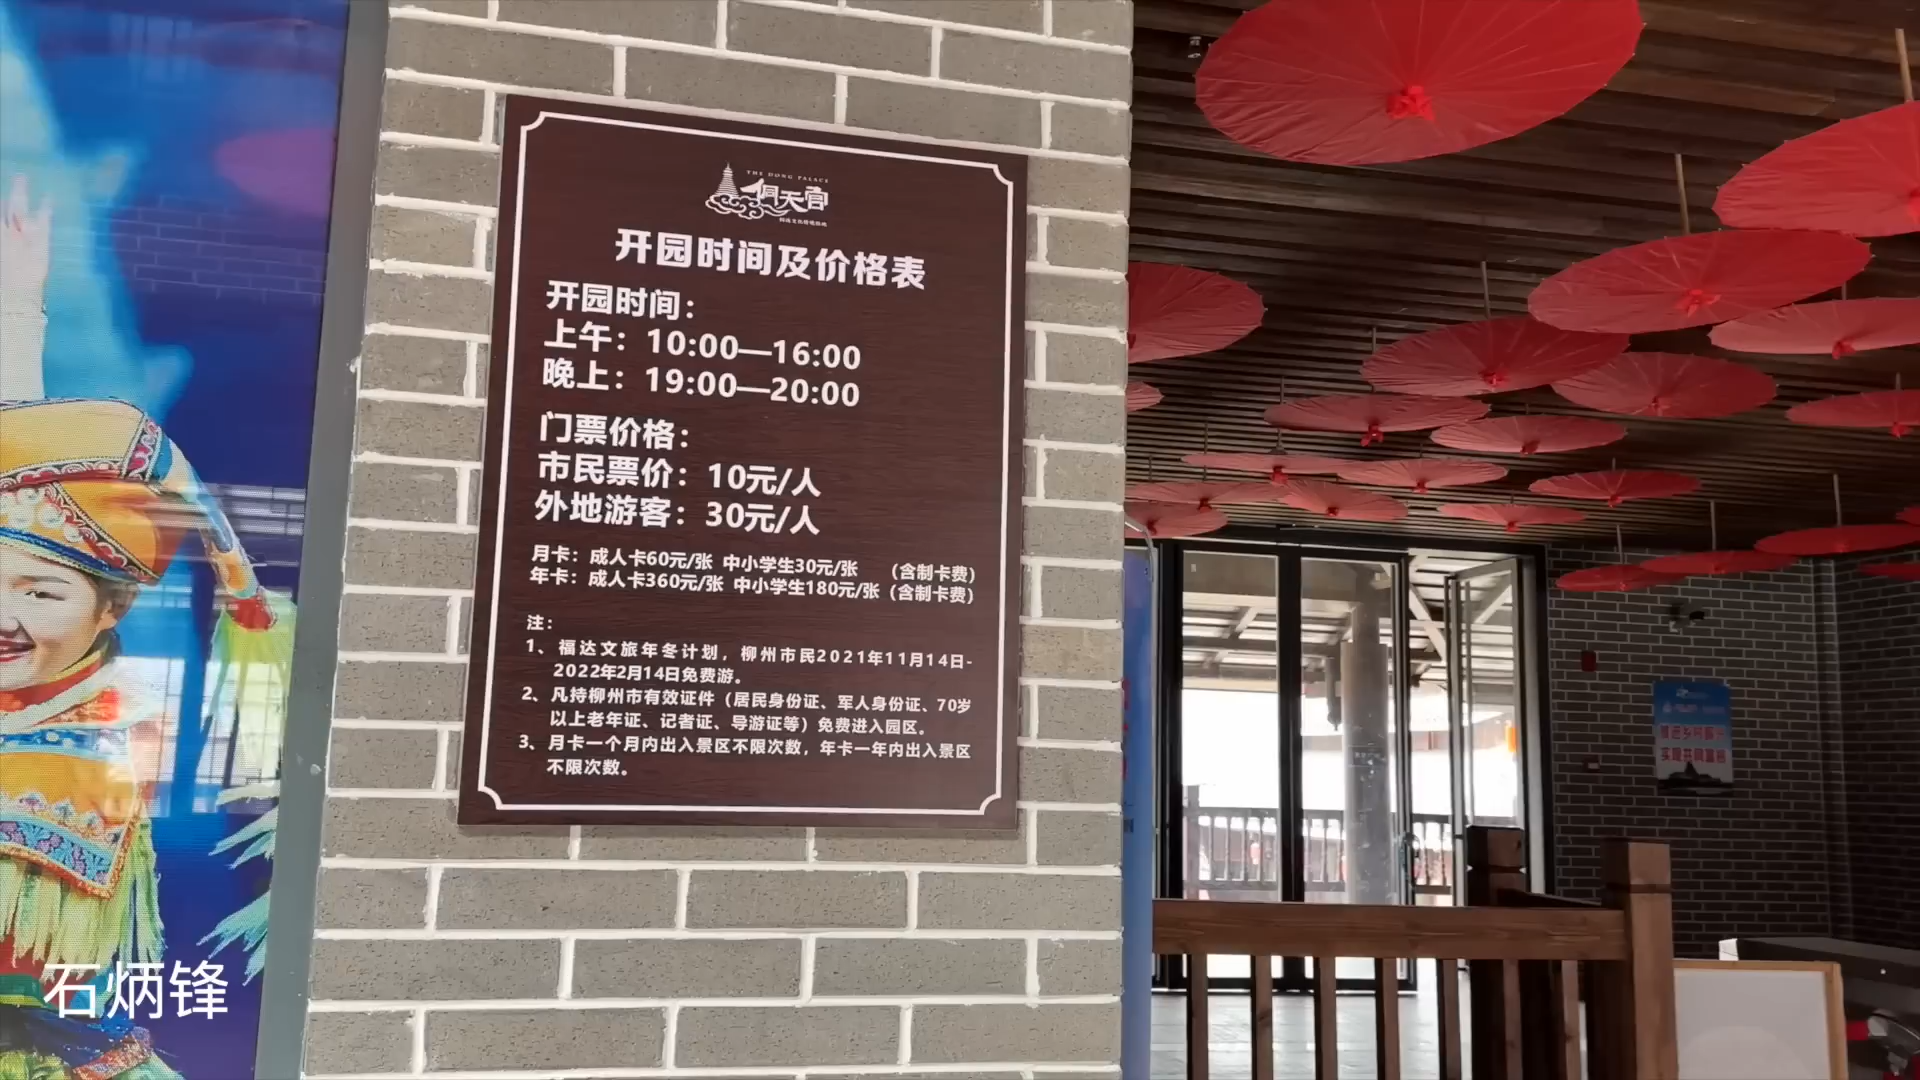 THE DONG PALACE
侗天宫
开园时间及价格表
开园时间：
上午：10:00—16:00
晚上：19:00—20:00
门票价格：
市民票价：10元/人
外地游客：30元/人
月卡：成人卡60元/张 中小学生30元/张 （含制卡费）
年卡：成人卡360元/张 中小学生180元/张（含制卡费）
注：
1、福达文旅年冬计划，柳州市民2021年11月14日-
2022年2月14日免费游。
2、凡持柳州市有效证件（居民身份证、军人身份证、70岁
以上老年证、记者证、导游证等）免费进入园区。
3、月卡一个月内出入景区不限次数，年卡一年内出入景区
不限次数。
石炳锋